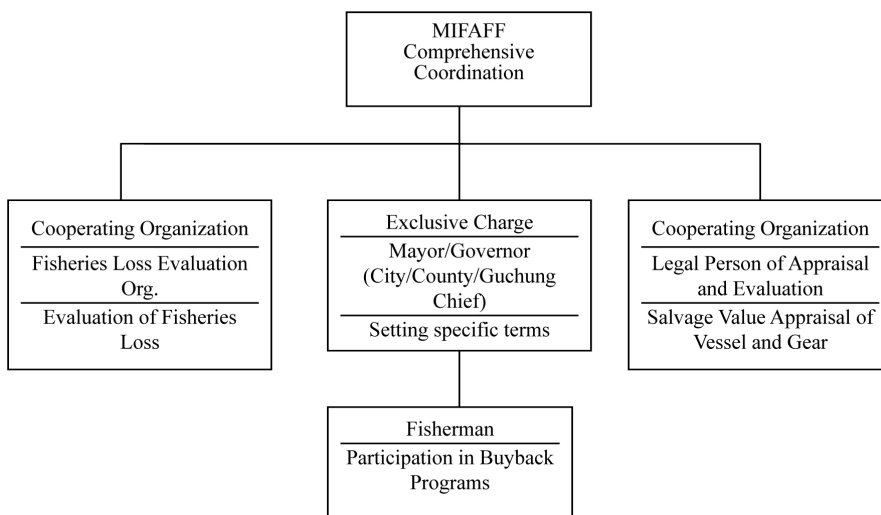 MIFAFF
Comprehensive
Coordination
Cooperating Organization
Fisheries Loss Evaluation
Org.
Evaluation of Fisheries
Loss
Exclusive Charge
Mayor/Governor
(City/County/Guchung
Chief)
Setting specific terms
Cooperating Organization
Legal Person of Appraisal
and Evaluation
Salvage Value Appraisal of
Vessel and Gear
Fisherman
Participation in Buyback
Programs